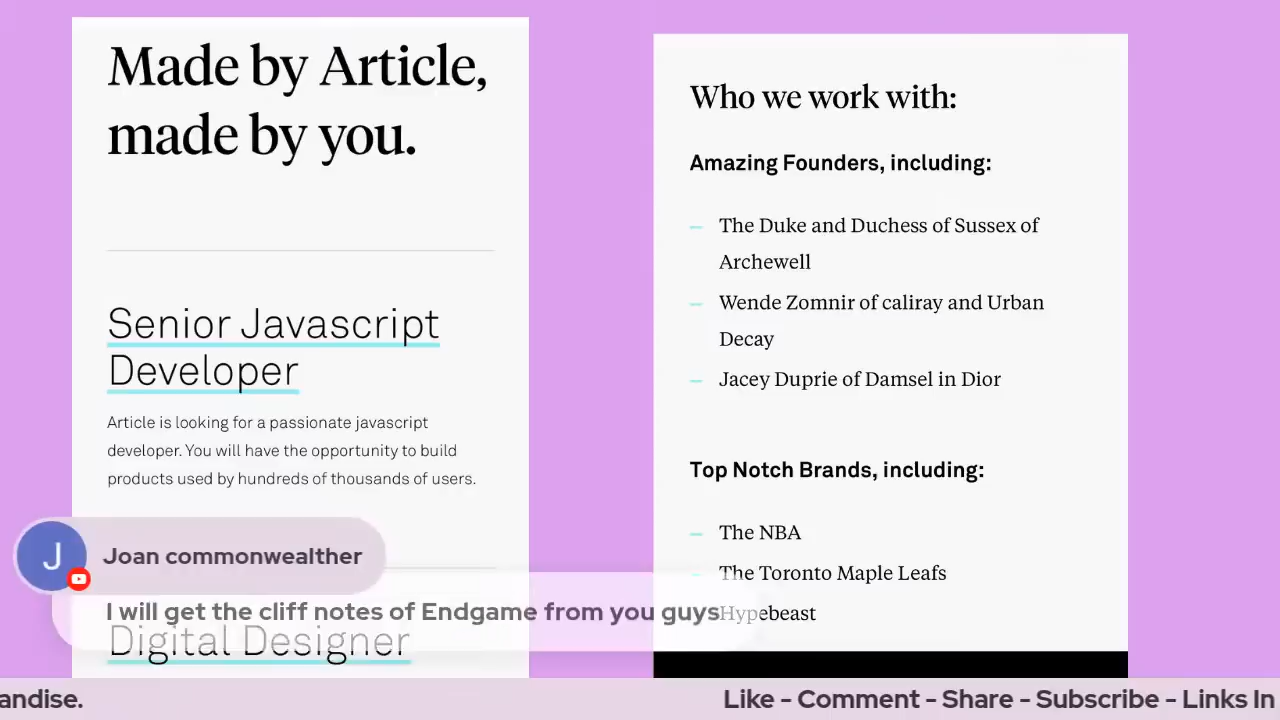 Made by Article,
made by you.
Senior Javascript
Developer
Article is looking for a passionate javascript
developer. You will have the opportunity to build
products used by hundreds of thousands of users.
Digital Designer
Who we work with:
Amazing Founders, including:
– The Duke and Duchess of Sussex of
Archewell
– Wende Zomnir of caliray and Urban
Decay
– Jacey Duprie of Damsel in Dior
Top Notch Brands, including:
– The NBA
– The Toronto Maple Leafs
Hypebeast
J
Joan commonwealther
I will get the cliff notes of Endgame from you guys
andise.
Like - Comment - Share - Subscribe - Links In